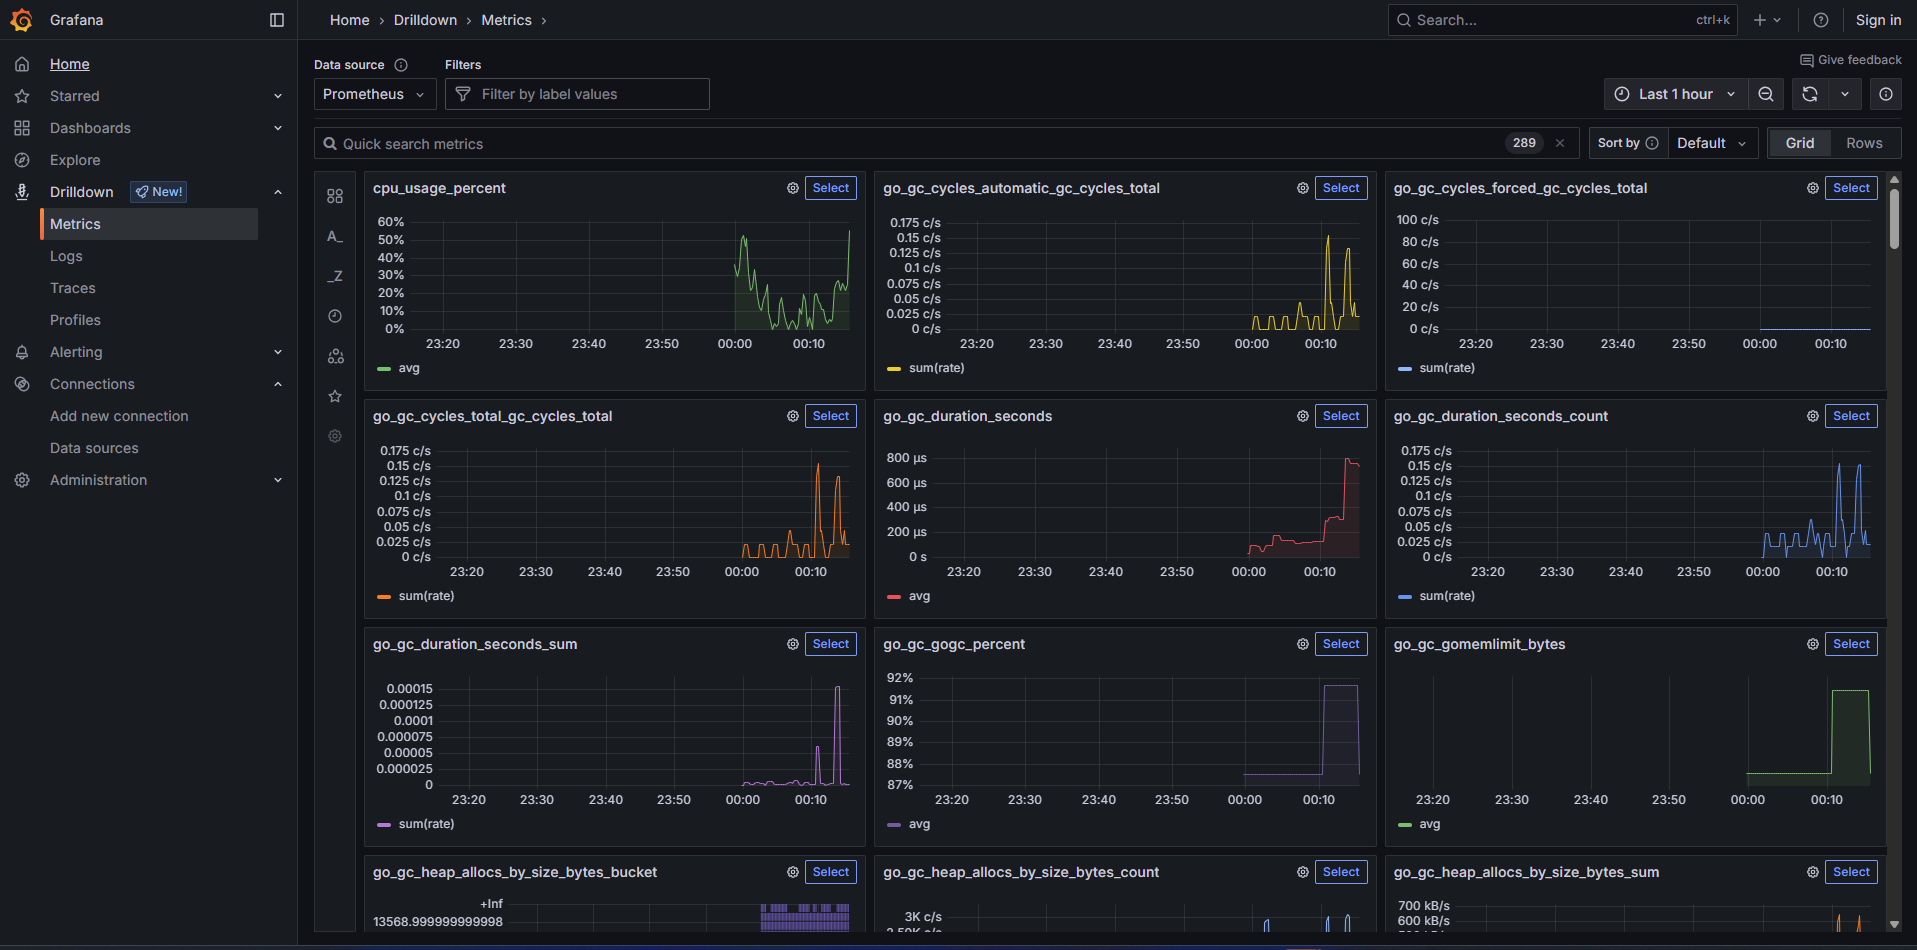 Grafana
Home › Drilldown › Metrics ›
Search...
ctrl+k
Sign in
Home
Starred
Dashboards
Explore
Drilldown
New!
Metrics
Logs
Traces
Profiles
Alerting
Connections
Add new connection
Data sources
Administration
Give feedback
Data source
Filters
Prometheus
Filter by label values
Last 1 hour
Quick search metrics
289
Sort by
Default
Grid
Rows
A_
_Z
cpu_usage_percent
Select
60%
50%
40%
30%
20%
10%
0%
23:20 23:30 23:40 23:50 00:00 00:10
avg
go_gc_cycles_automatic_gc_cycles_total
Select
0.175 c/s
0.15 c/s
0.125 c/s
0.1 c/s
0.075 c/s
0.05 c/s
0.025 c/s
0 c/s
23:20 23:30 23:40 23:50 00:00 00:10
sum(rate)
go_gc_cycles_forced_gc_cycles_total
Select
100 c/s
80 c/s
60 c/s
40 c/s
20 c/s
0 c/s
23:20 23:30 23:40 23:50 00:00 00:10
sum(rate)
go_gc_cycles_total_gc_cycles_total
Select
0.175 c/s
0.15 c/s
0.125 c/s
0.1 c/s
0.075 c/s
0.05 c/s
0.025 c/s
0 c/s
23:20 23:30 23:40 23:50 00:00 00:10
sum(rate)
go_gc_duration_seconds
Select
800 µs
600 µs
400 µs
200 µs
0 s
23:20 23:30 23:40 23:50 00:00 00:10
avg
go_gc_duration_seconds_count
Select
0.175 c/s
0.15 c/s
0.125 c/s
0.1 c/s
0.075 c/s
0.05 c/s
0.025 c/s
0 c/s
23:20 23:30 23:40 23:50 00:00 00:10
sum(rate)
go_gc_duration_seconds_sum
Select
0.00015
0.000125
0.0001
0.000075
0.00005
0.000025
0
23:20 23:30 23:40 23:50 00:00 00:10
sum(rate)
go_gc_gogc_percent
Select
92%
91%
90%
89%
88%
87%
23:20 23:30 23:40 23:50 00:00 00:10
avg
go_gc_gomemlimit_bytes
Select
23:20 23:30 23:40 23:50 00:00 00:10
avg
go_gc_heap_allocs_by_size_bytes_bucket
Select
+Inf
13568.999999999998
go_gc_heap_allocs_by_size_bytes_count
Select
3K c/s
go_gc_heap_allocs_by_size_bytes_sum
Select
700 kB/s
600 kB/s